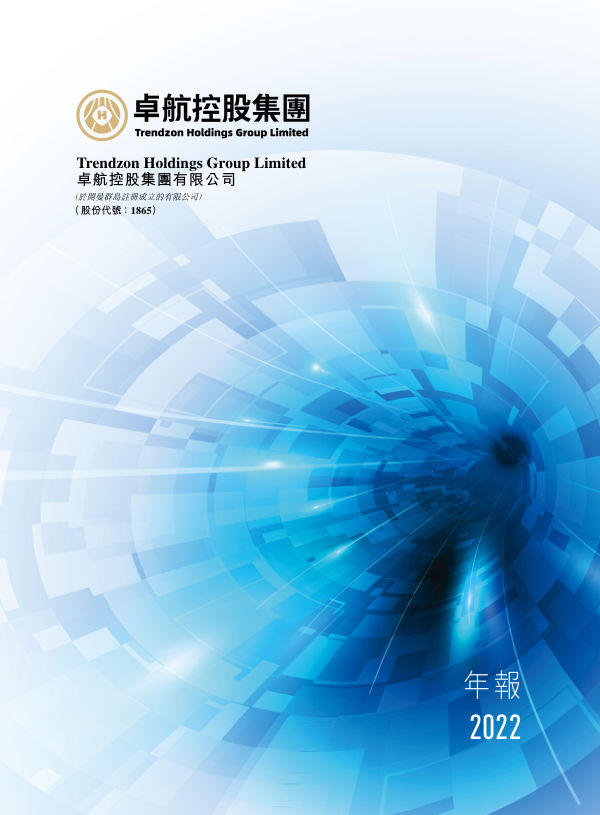 卓航控股集團
Trendzon Holdings Group Limited
Trendzon Holdings Group Limited
卓航控股集團有限公司
(於開曼群島註冊成立的有限公司)
(股份代號：1865)
年報
2022